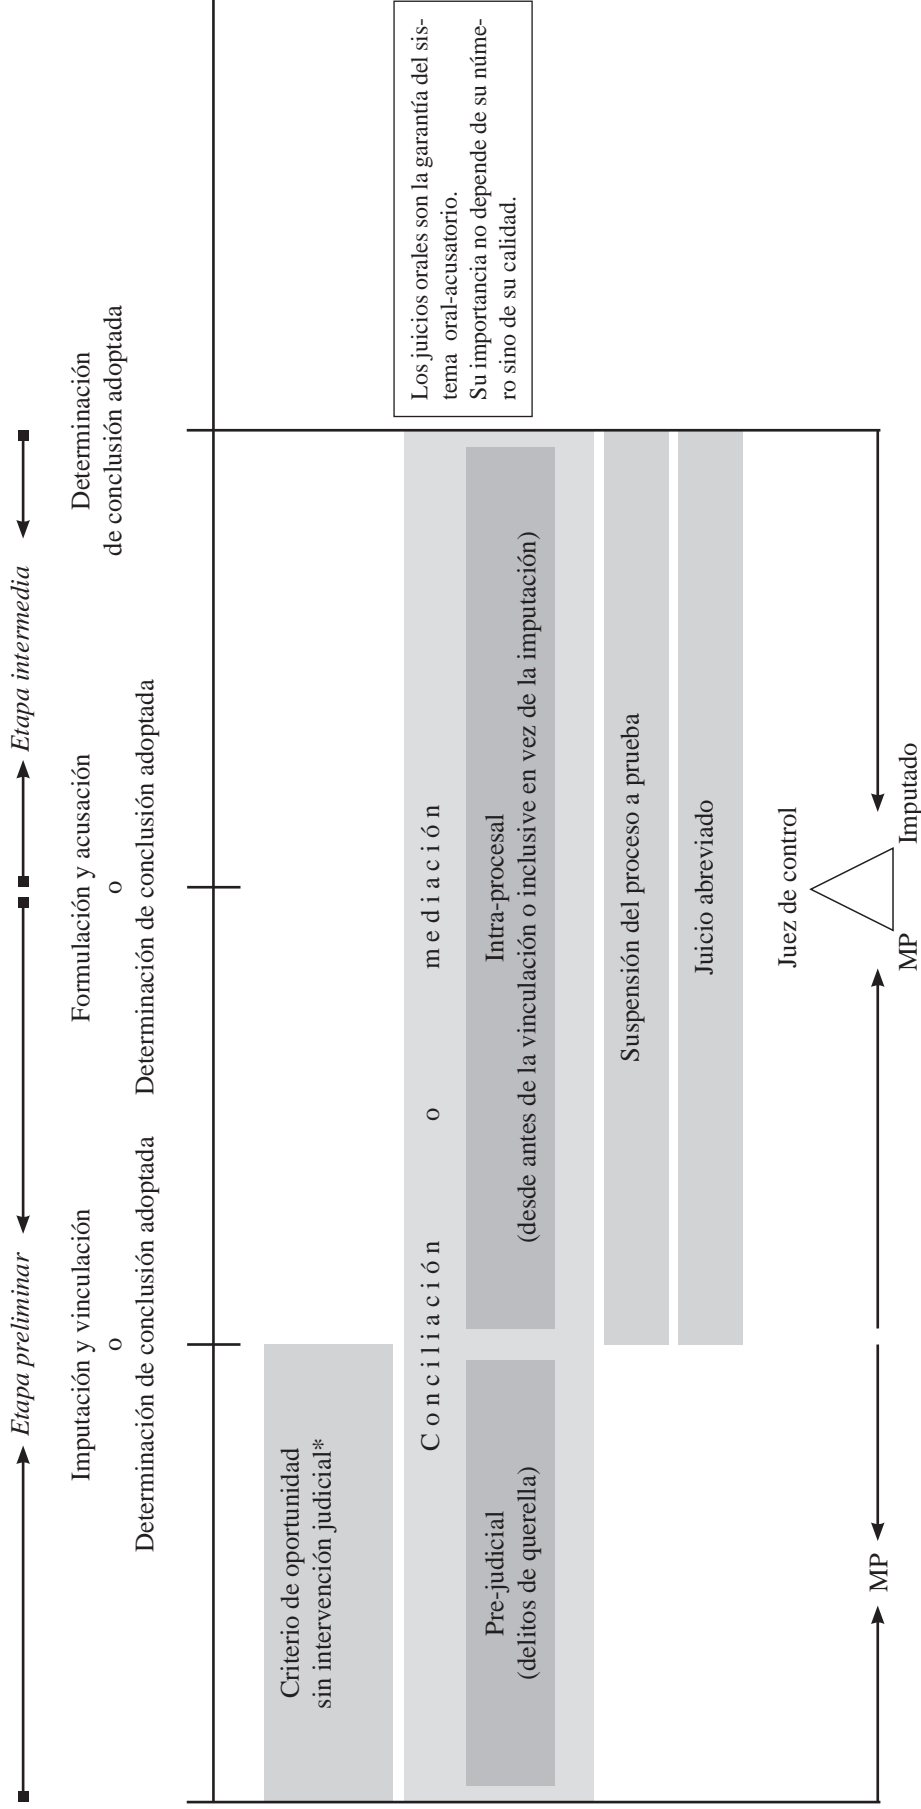 Etapa preliminar
Etapa intermedia
Imputación y vinculación
o
Determinación de conclusión adoptada
Formulación y acusación
o
Determinación de conclusión adoptada
Determinación
de conclusión adoptada
Criterio de oportunidad
sin intervención judicial*
Conciliación o mediación
Pre-judicial
(delitos de querella)
Intra-procesal
(desde antes de la vinculación o inclusive en vez de la imputación)
Suspensión del proceso a prueba
Juicio abreviado
Los juicios orales son la garantía del sis-
tema oral-acusatorio.
Su importancia no depende de su núme-
ro sino de su calidad.
Juez de control
MP
MP
Imputado